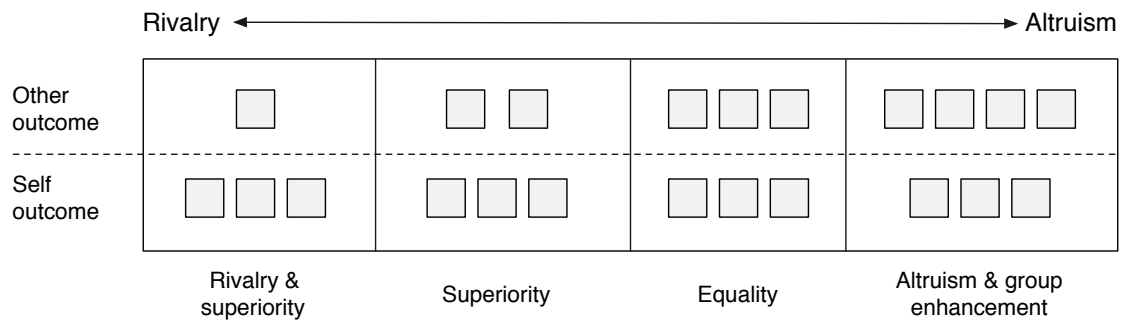 Rivalry Altruism
Other
outcome
Self
outcome
Rivalry &
superiority
Superiority
Equality
Altruism & group
enhancement